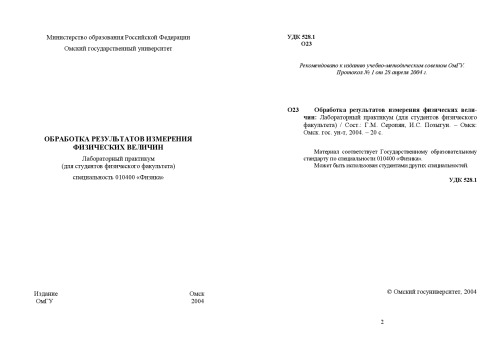 Министерство образования Российской Федерации
Омский государственный университет
ОБРАБОТКА РЕЗУЛЬТАТОВ ИЗМЕРЕНИЯ
ФИЗИЧЕСКИХ ВЕЛИЧИН
Лабораторный практикум
(для студентов физического факультета)
специальность 010400 «Физика»
Издание
ОмГУ
Омск
2004
УДК 528.1
О23
Рекомендовано к изданию учебно-методическим советом ОмГУ.
Протокол № 1 от 28 апреля 2004 г.
О23 Обработка результатов измерения физических вели-
чин: Лабораторный практикум (для студентов физического
факультета) / Сост.: Г.М. Серопян, И.С. Позыгун. – Омск:
Омск. гос. ун-т, 2004. – 20 с.
Материал соответствует Государственному образовательному
стандарту по специальности 010400 «Физика».
Может быть использован студентами других специальностей.
УДК 528.1
© Омский госуниверситет, 2004
2